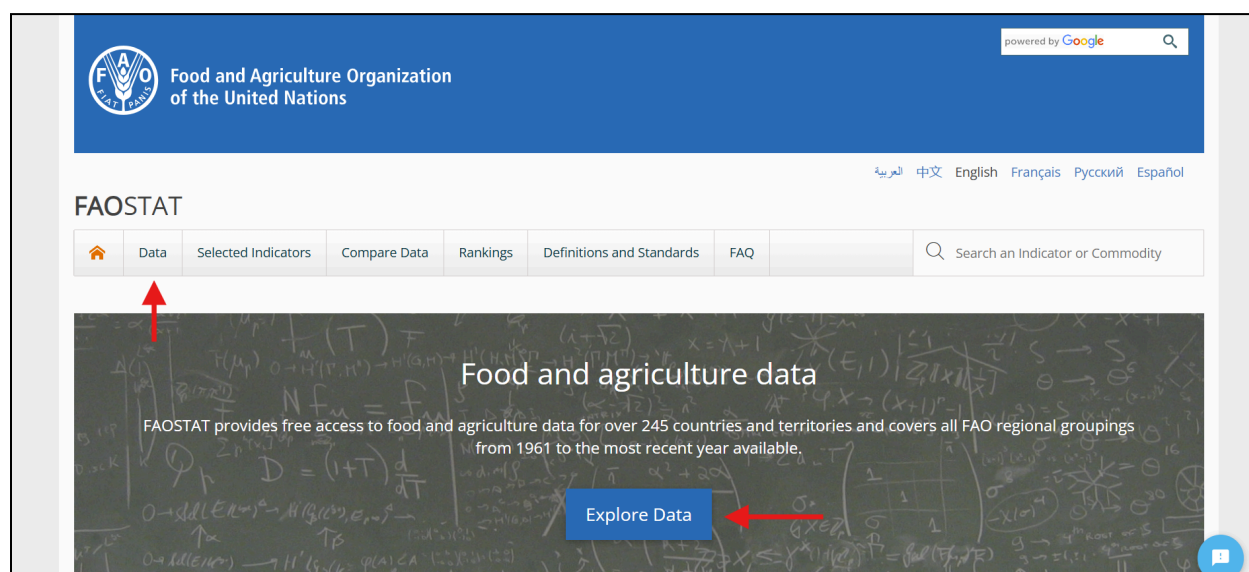 powered by Google
FAO
FIAT PANIS
Food and Agriculture Organization
of the United Nations
العربية 中文 English Français Русский Español
FAOSTAT
Data Selected Indicators Compare Data Rankings Definitions and Standards FAQ Search an Indicator or Commodity
Food and agriculture data
FAOSTAT provides free access to food and agriculture data for over 245 countries and territories and covers all FAO regional groupings
from 1961 to the most recent year available.
Explore Data